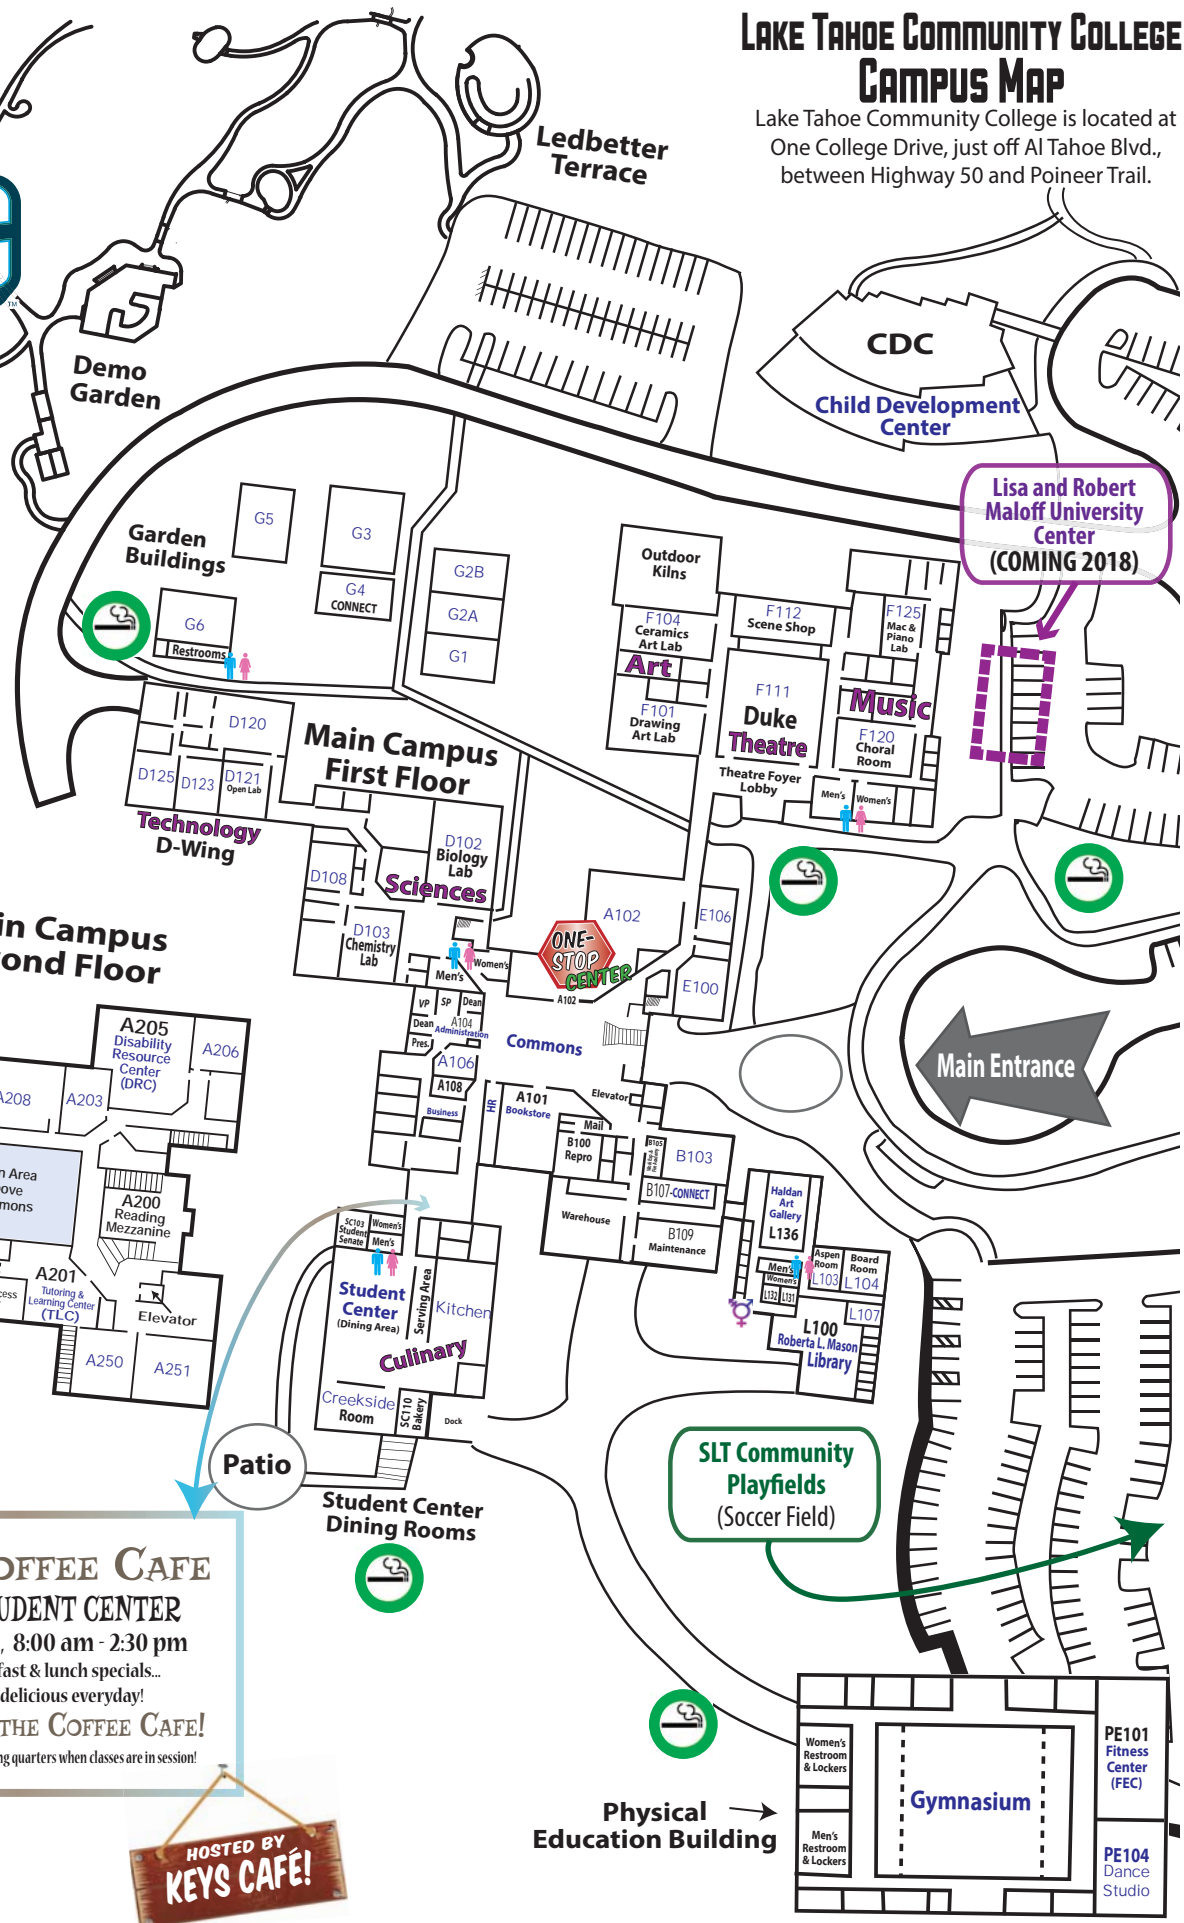 LAKE TAHOE COMMUNITY COLLEGE
CAMPUS MAP
Lake Tahoe Community College is located at
One College Drive, just off Al Tahoe Blvd.,
between Highway 50 and Poineer Trail.
Ledbetter
Terrace
TM
Demo
Garden
CDC
Child Development
Center
Lisa and Robert
Maloff University
Center
(COMING 2018)
Garden
Buildings
G5
G3
G4
CONNECT
G2B
G2A
G1
G6
Restrooms
Outdoor
Kilns
F104
Ceramics
Art Lab
Art
F101
Drawing
Art Lab
F112
Scene Shop
F111
Duke
Theatre
Theatre Foyer
Lobby
F125
Mac &
Piano
Lab
Music
F120
Choral
Room
Men's
Women's
D120
D125
D123
D121
Open Lab
Technology
D-Wing
Main Campus
First Floor
D102
Biology
Lab
D108
Sciences
D103
Chemistry
Lab
Men's
Women's
A102
ONE-
STOP
CENTER
A102
E106
E100
VP
SP
Dean
Dean
A104
Administration
Pres.
A106
A108
Business
Commons
HR
A101
Bookstore
Elevator
Mail
B100
Repro
B105
B103
B107-CONNECT
Warehouse
B109
Maintenance
Main Entrance
Haldan
Art
Gallery
L136
Men's
Women's
L132
L131
Aspen
Room
L103
Board
Room
L104
L107
L100
Roberta L. Mason
Library
in Campus
ond Floor
A205
Disability
Resource
Center
(DRC)
A206
A208
A203
n Area
ove
mons
A200
Reading
Mezzanine
A201
Tutoring &
Learning Center
(TLC)
cess
Elevator
A250
A251
SC103
Student
Senate
Women's
Men's
Student
Center
(Dining Area)
Serving Area
Kitchen
Culinary
Creekside
Room
SC110
Bakery
Dock
Patio
Student Center
Dining Rooms
SLT Community
Playfields
(Soccer Field)
OFFEE CAFE
UDENT CENTER
, 8:00 am - 2:30 pm
fast & lunch specials...
delicious everyday!
THE COFFEE CAFE!
ng quarters when classes are in session!
HOSTED BY
KEYS CAFÉ!
Physical
Education Building
Women's
Restroom
& Lockers
Men's
Restroom
& Lockers
Gymnasium
PE101
Fitness
Center
(FEC)
PE104
Dance
Studio